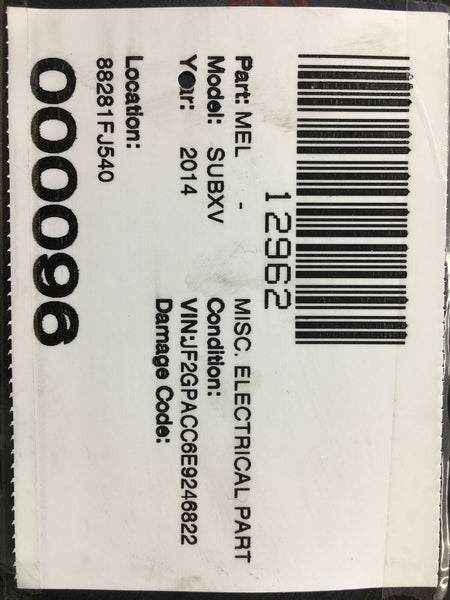 12962
Part: MEL - MISC. ELECTRICAL PART
Model: SUBXV Condition:
Year: 2014 VIN:JF2GPACC6E9246822
Damage Code:
Location:
88281FJ540
000096